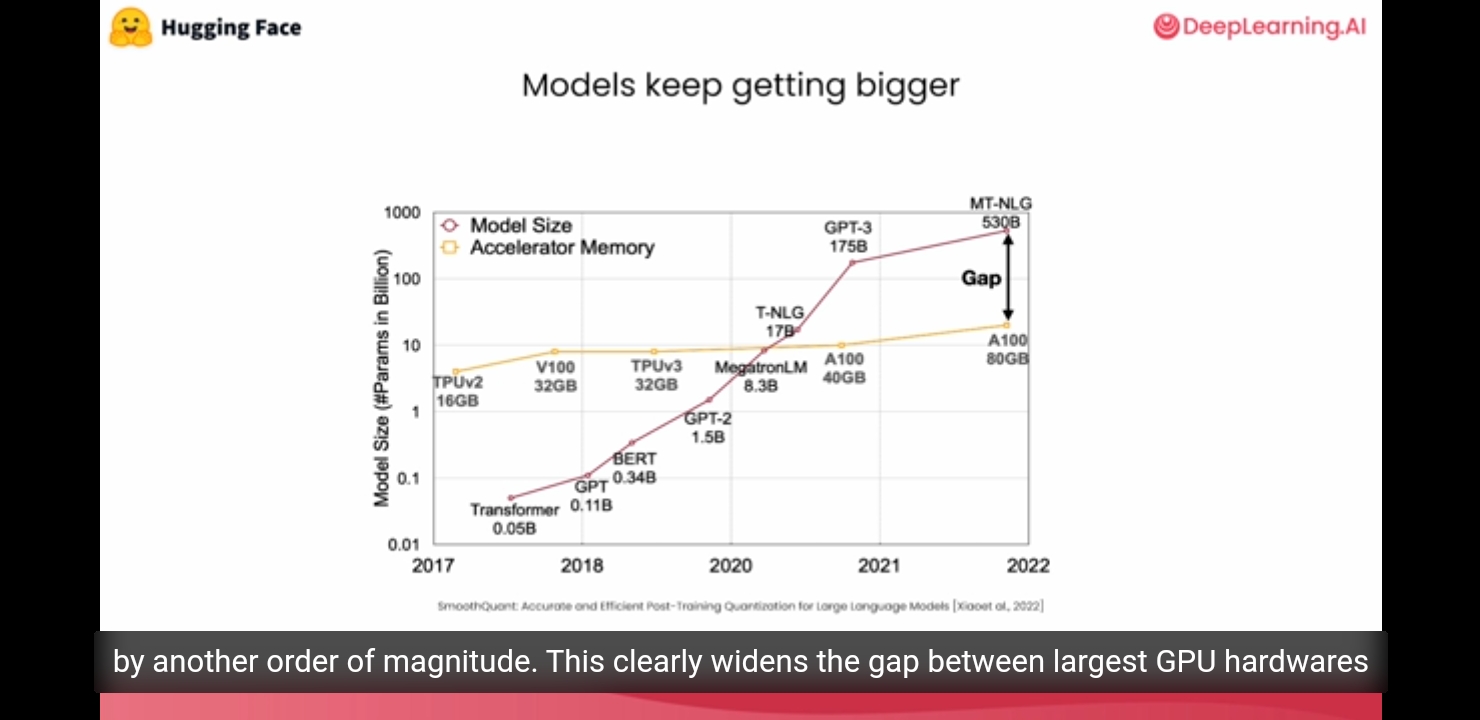 Hugging Face
DeepLearning.AI
Models keep getting bigger
Model Size (#Params in Billion)
1000
100
10
1
0.1
0.01
Model Size
Accelerator Memory
MT-NLG
530B
GPT-3
175B
Gap
T-NLG
17B
A100
80GB
V100
32GB
TPUv3
32GB
MegatronLM
8.3B
A100
40GB
TPUv2
16GB
GPT-2
1.5B
BERT
0.34B
GPT
0.11B
Transformer
0.05B
2017
2018
2020
2021
2022
SmoothQuant: Accurate and Efficient Post-Training Quantization for Large Language Models [Xiaoet al., 2022]
by another order of magnitude. This clearly widens the gap between largest GPU hardwares